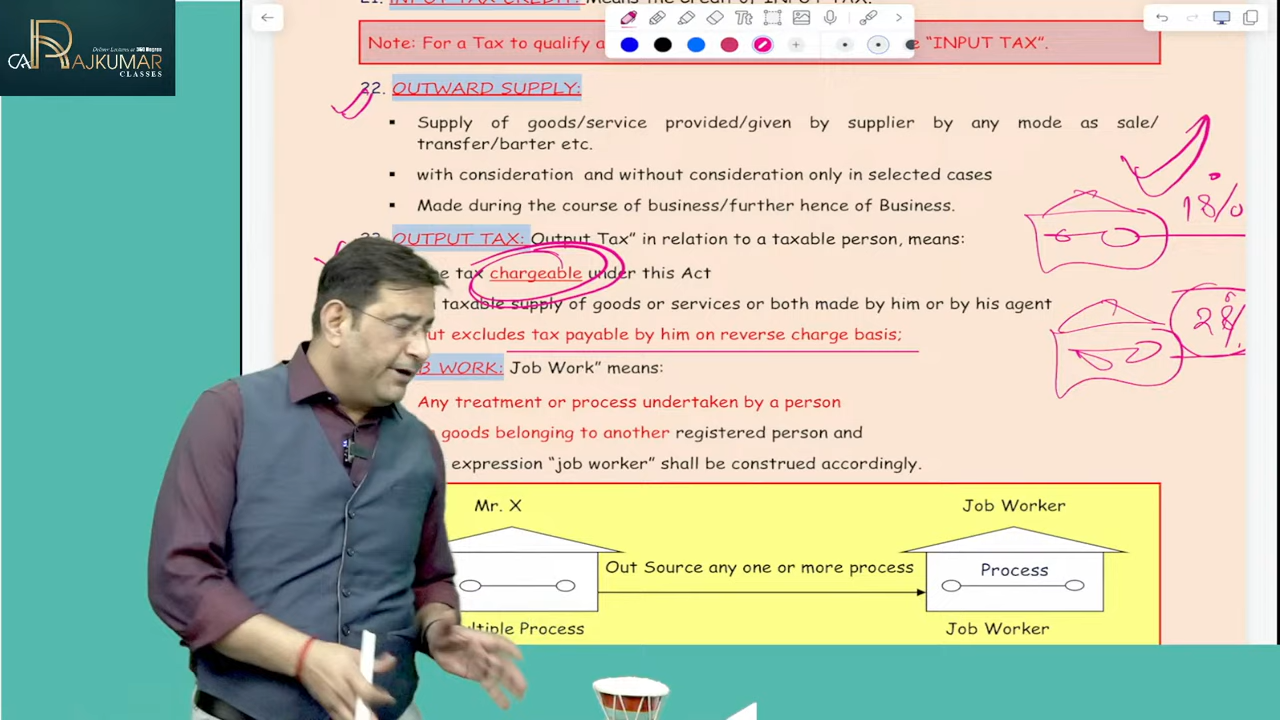 CA RAJKUMAR
Deliver Lectures at 360 Degree
CLASSES
Tt
Note: For a Tax to qualify a
"INPUT TAX".
22. OUTWARD SUPPLY:
▪ Supply of goods/service provided/given by supplier by any mode as sale/
transfer/barter etc.
▪ with consideration and without consideration only in selected cases
▪ Made during the course of business/further hence of Business.
OUTPUT TAX: Output Tax" in relation to a taxable person, means:
tax chargeable under this Act
taxable supply of goods or services or both made by him or by his agent
excludes tax payable by him on reverse charge basis;
WORK: Job Work" means:
Any treatment or process undertaken by a person
goods belonging to another registered person and
expression "job worker" shall be construed accordingly.
18%
28%
Mr. X
Job Worker
Out Source any one or more process
Process
Process
Job Worker